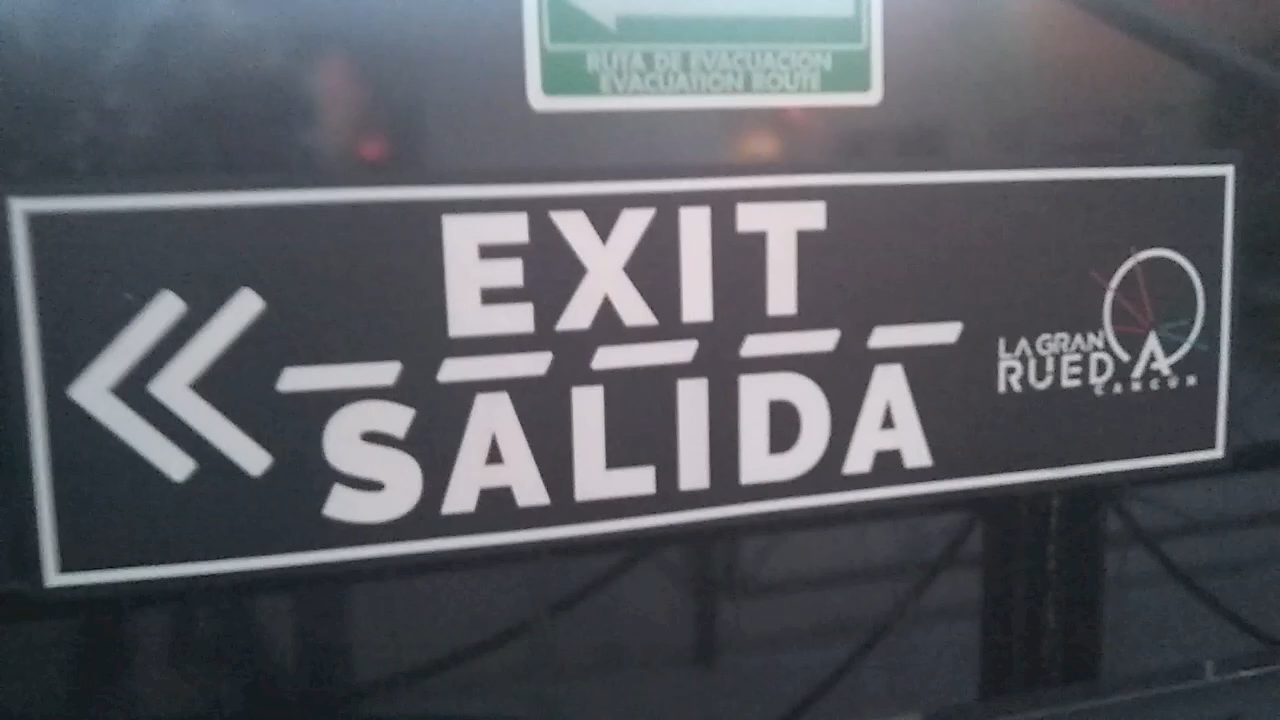 RUTA DE EVACUACION
EVACUATION ROUTE
EXIT
SALIDA
LA GRAN
RUEDA
CANCUN